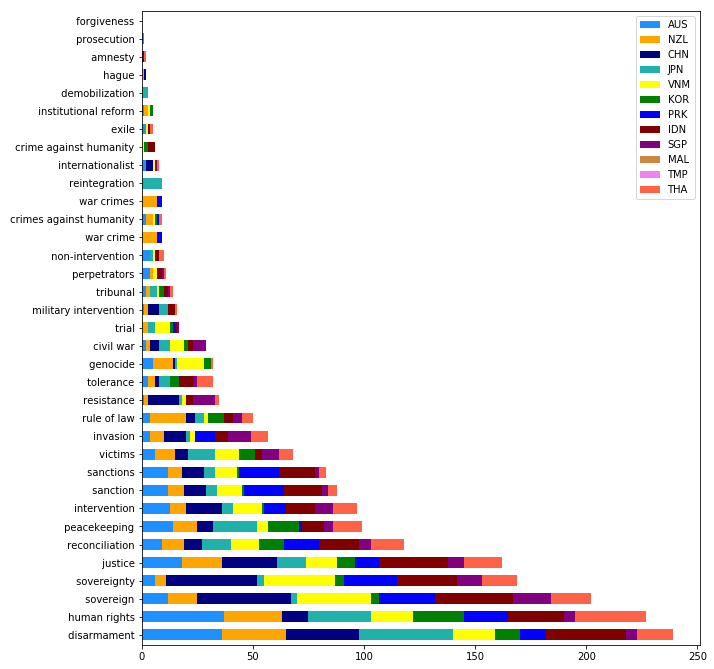 forgiveness
prosecution
amnesty
hague
demobilization
institutional reform
exile
crime against humanity
internationalist
reintegration
war crimes
crimes against humanity
war crime
non-intervention
perpetrators
tribunal
military intervention
trial
civil war
genocide
tolerance
resistance
rule of law
invasion
victims
sanctions
sanction
intervention
peacekeeping
reconciliation
justice
sovereignty
sovereign
human rights
disarmament
0 50 100 150 200 250
AUS
NZL
CHN
JPN
VNM
KOR
PRK
IDN
SGP
MAL
TMP
THA